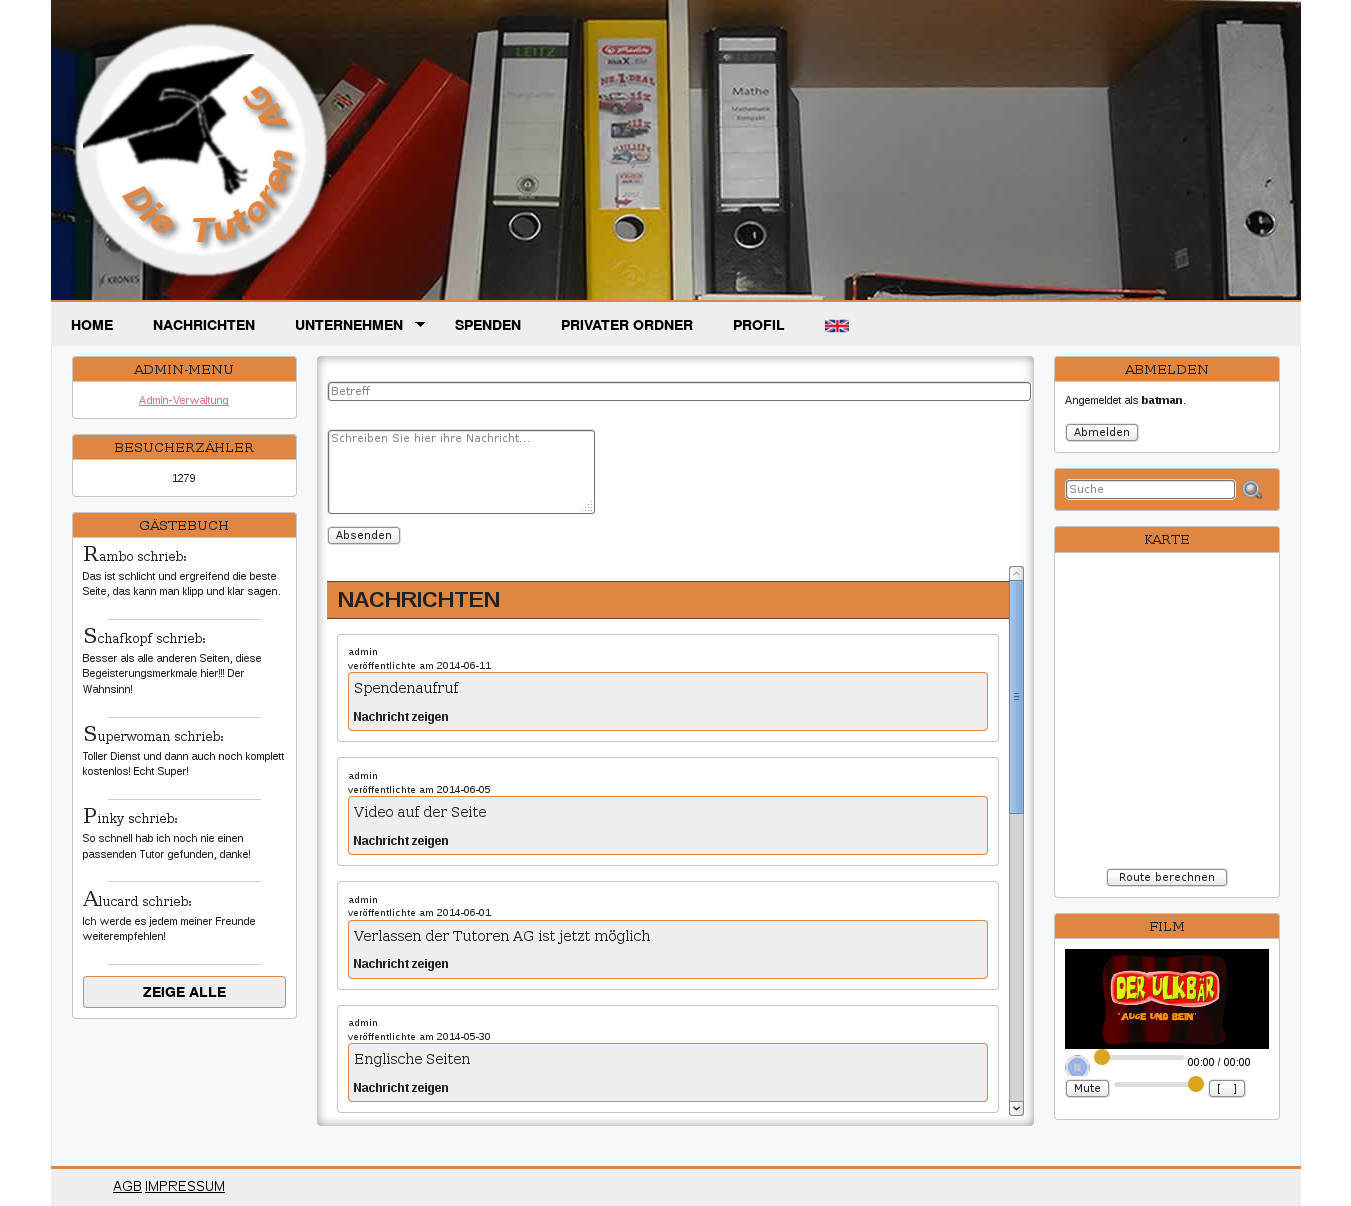 Die Tutoren AG
LEITZ
maX.file
NR.1-DEAL
Mathe
Mathematik
Kompakt
KRONES
HOME
NACHRICHTEN
UNTERNEHMEN
SPENDEN
PRIVATER ORDNER
PROFIL
ADMIN-MENU
Admin-Verwaltung
BESUCHERZÄHLER
1279
GÄSTEBUCH
Rambo schrieb:
Das ist schlicht und ergreifend die beste
Seite, das kann man klipp und klar sagen.
Schafkopf schrieb:
Besser als alle anderen Seiten, diese
Begeisterungsmerkmale hier!!! Der
Wahnsinn!
Superwoman schrieb:
Toller Dienst und dann auch noch komplett
kostenlos! Echt Super!
Pinky schrieb:
So schnell hab ich noch nie einen
passenden Tutor gefunden, danke!
Alucard schrieb:
Ich werde es jedem meiner Freunde
weiterempfehlen!
ZEIGE ALLE
Betreff
Schreiben Sie hier ihre Nachricht...
Absenden
NACHRICHTEN
admin
veröffentlichte am 2014-06-11
Spendenaufruf
Nachricht zeigen
admin
veröffentlichte am 2014-06-05
Video auf der Seite
Nachricht zeigen
admin
veröffentlichte am 2014-06-01
Verlassen der Tutoren AG ist jetzt möglich
Nachricht zeigen
admin
veröffentlichte am 2014-05-30
Englische Seiten
Nachricht zeigen
ABMELDEN
Angemeldet als batman.
Abmelden
Suche
KARTE
Route berechnen
FILM
DER ULKBÄR
"AUGE UND BEIN"
00:00 / 00:00
Mute
[ ]
AGB IMPRESSUM